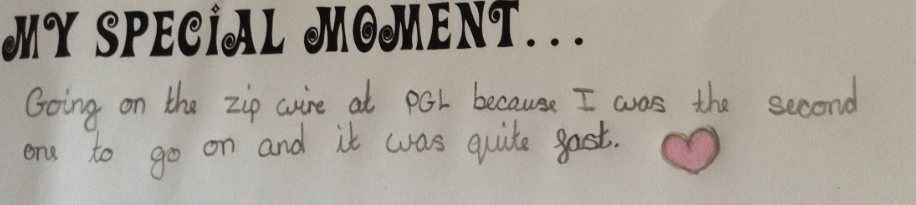 MY SPECIAL MOMENT...
Going on the zip wire at PGL because I was the second
one to go on and it was quite fast.